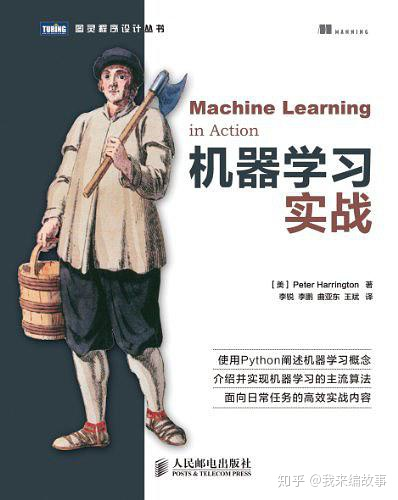 TURING 图灵程序设计丛书
MANNING
Machine Learning
in Action
机器学习
实战
[美] Peter Harrington 著
李锐 李鹏 曲亚东 王斌 译
使用Python阐述机器学习概念
介绍并实现机器学习的主流算法
面向日常任务的高效实战内容
人民邮电出版社
POSTS & TELECOM PRESS
知乎 @我来编故事